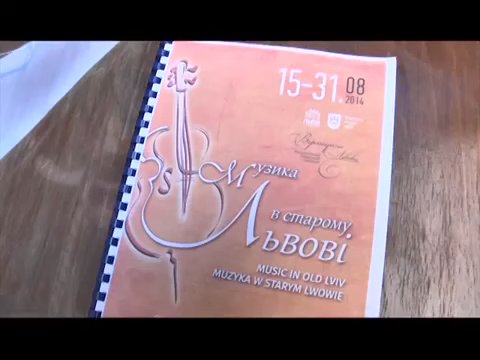 15-31.08
2014
Музика
в старому
Львові
MUSIC IN OLD LVIV
MUZYKA W STARYM LWOWIE